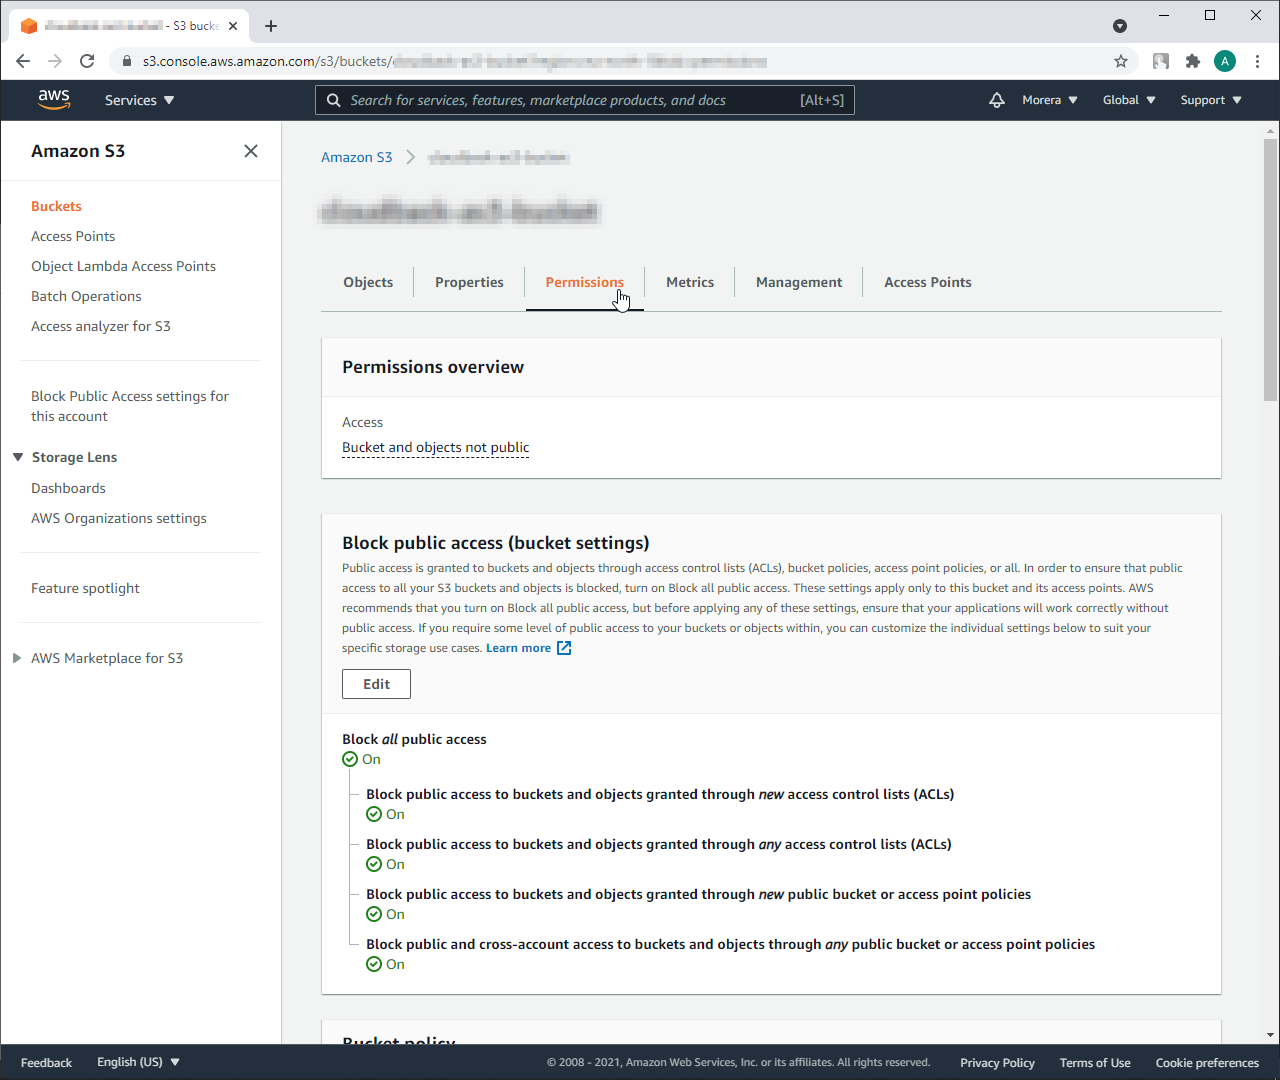 - S3 bucke
s3.console.aws.amazon.com/s3/buckets/
A
aws
Services
Search for services, features, marketplace products, and docs
[Alt+S]
Morera
Global
Support
Amazon S3
Buckets
Access Points
Object Lambda Access Points
Batch Operations
Access analyzer for S3
Block Public Access settings for
this account
Storage Lens
Dashboards
AWS Organizations settings
Feature spotlight
AWS Marketplace for S3
Amazon S3
Objects
Properties
Permissions
Metrics
Management
Access Points
Permissions overview
Access
Bucket and objects not public
Block public access (bucket settings)
Public access is granted to buckets and objects through access control lists (ACLs), bucket policies, access point policies, or all. In order to ensure that public
access to all your S3 buckets and objects is blocked, turn on Block all public access. These settings apply only to this bucket and its access points. AWS
recommends that you turn on Block all public access, but before applying any of these settings, ensure that your applications will work correctly without
public access. If you require some level of public access to your buckets or objects within, you can customize the individual settings below to suit your
specific storage use cases. Learn more
Edit
Block all public access
On
Block public access to buckets and objects granted through new access control lists (ACLs)
On
Block public access to buckets and objects granted through any access control lists (ACLs)
On
Block public access to buckets and objects granted through new public bucket or access point policies
On
Block public and cross-account access to buckets and objects through any public bucket or access point policies
On
Bucket policy
Feedback
English (US)
© 2008 - 2021, Amazon Web Services, Inc. or its affiliates. All rights reserved.
Privacy Policy
Terms of Use
Cookie preferences